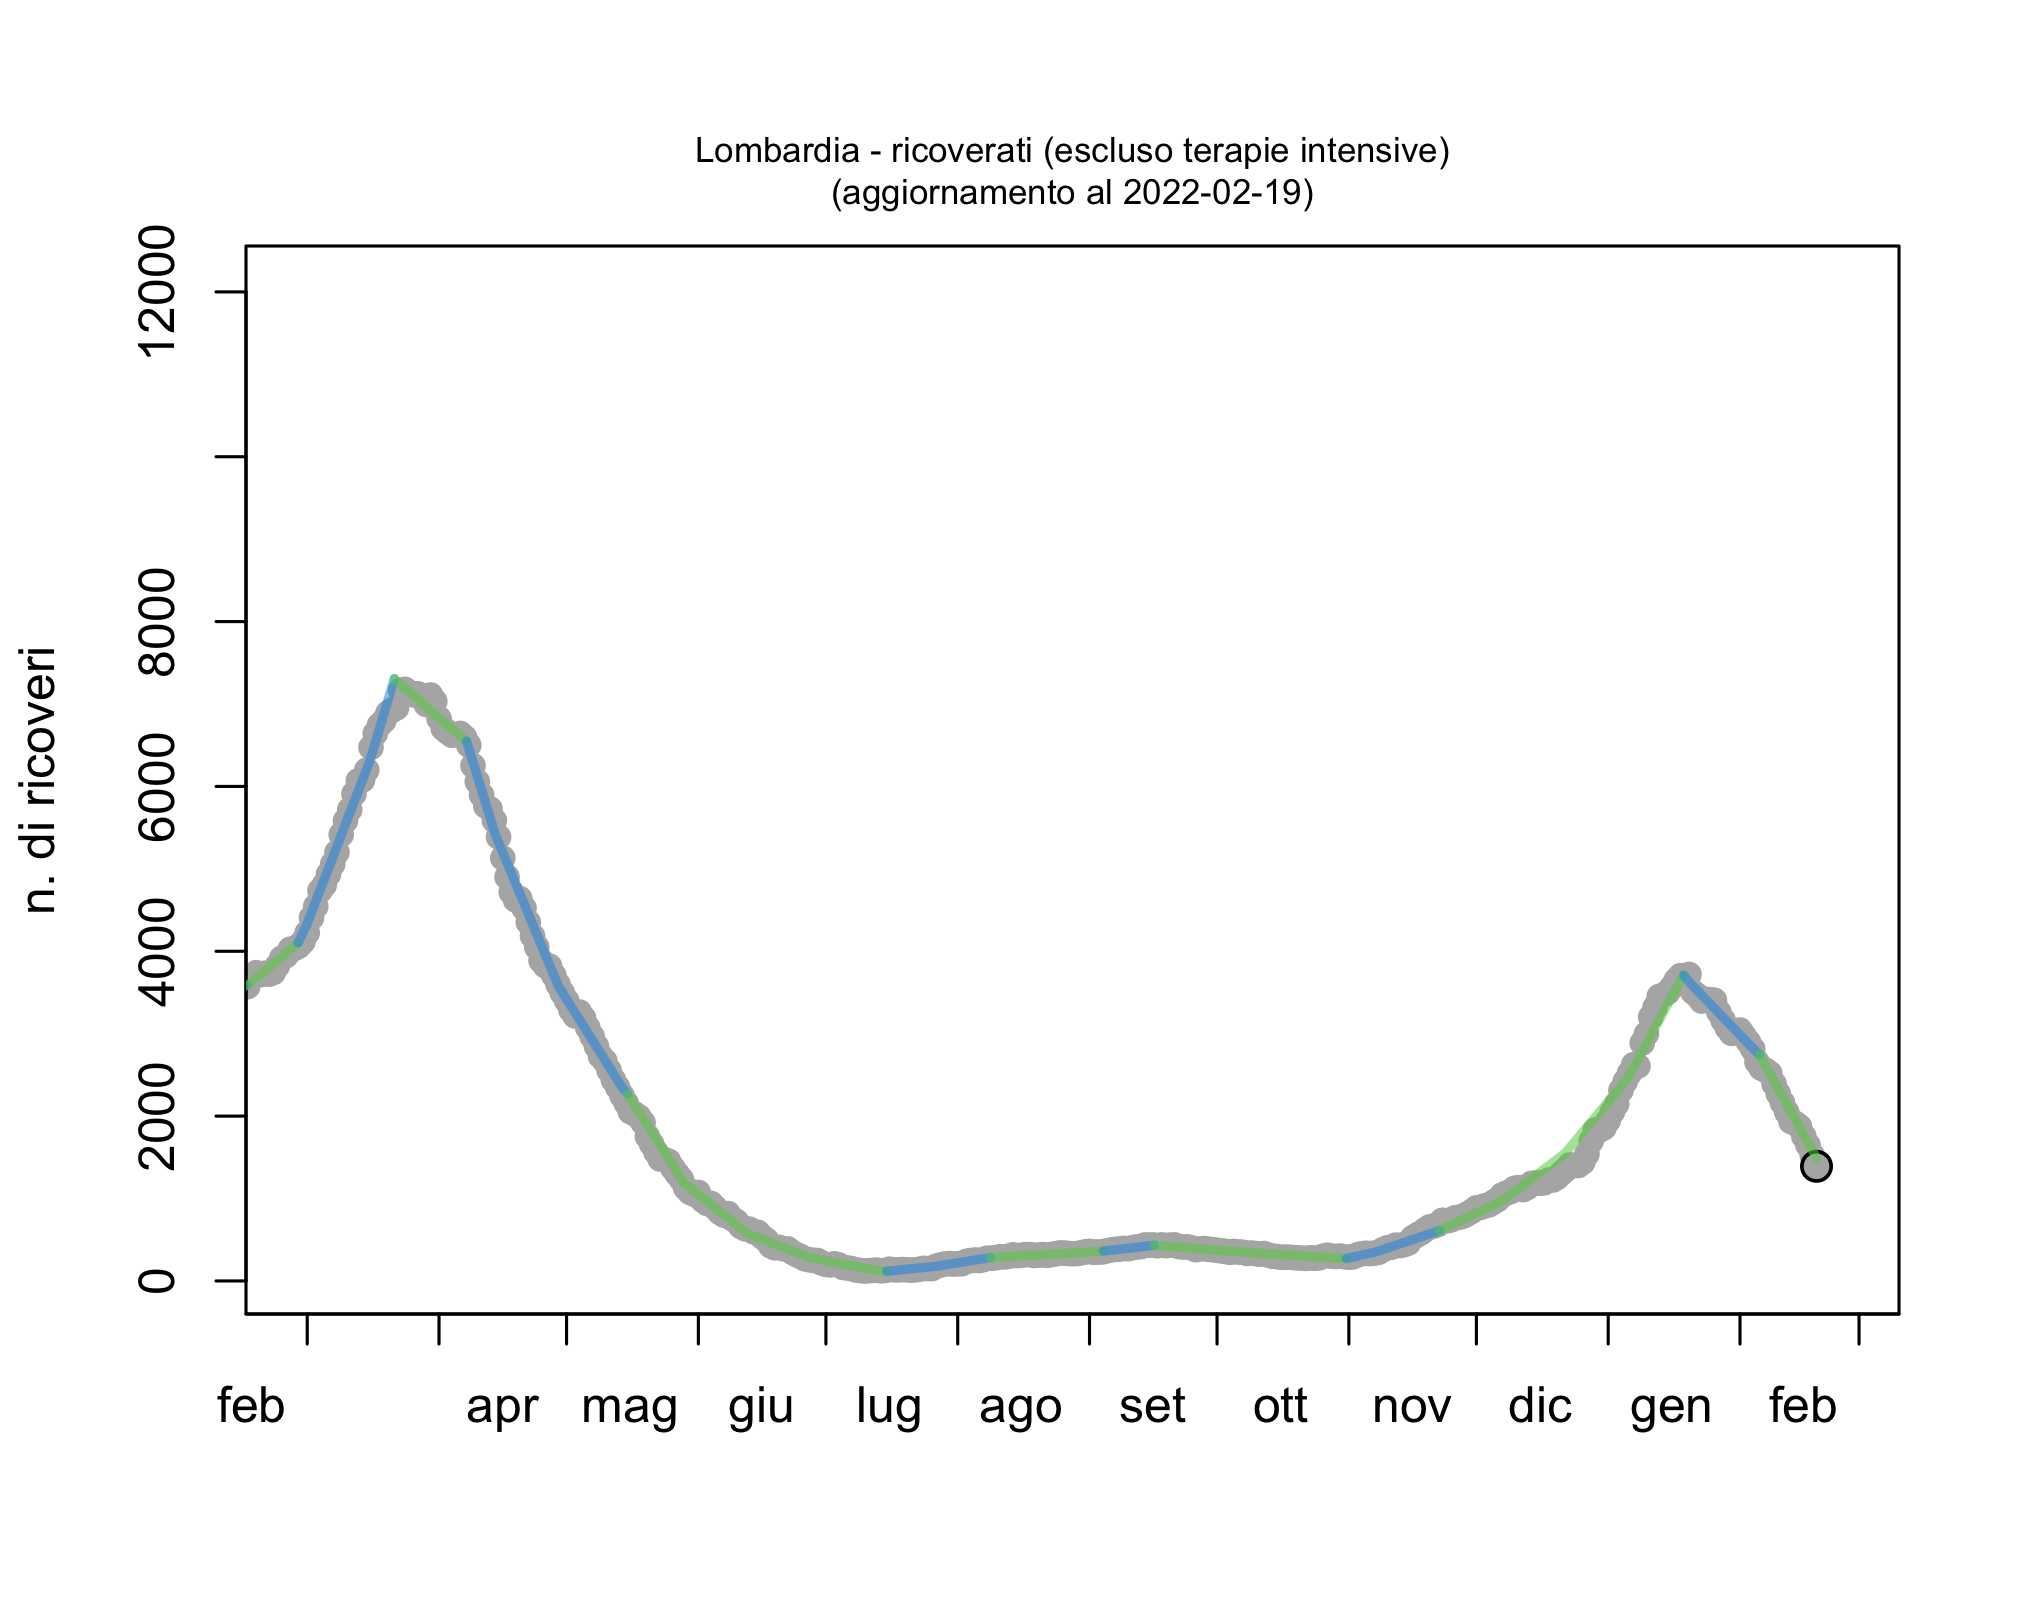 Lombardia - ricoverati (escluso terapie intensive)
(aggiornamento al 2022-02-19)
n. di ricoveri
12000
8000
6000
4000
2000
0
feb apr mag giu lug ago set ott nov dic gen feb